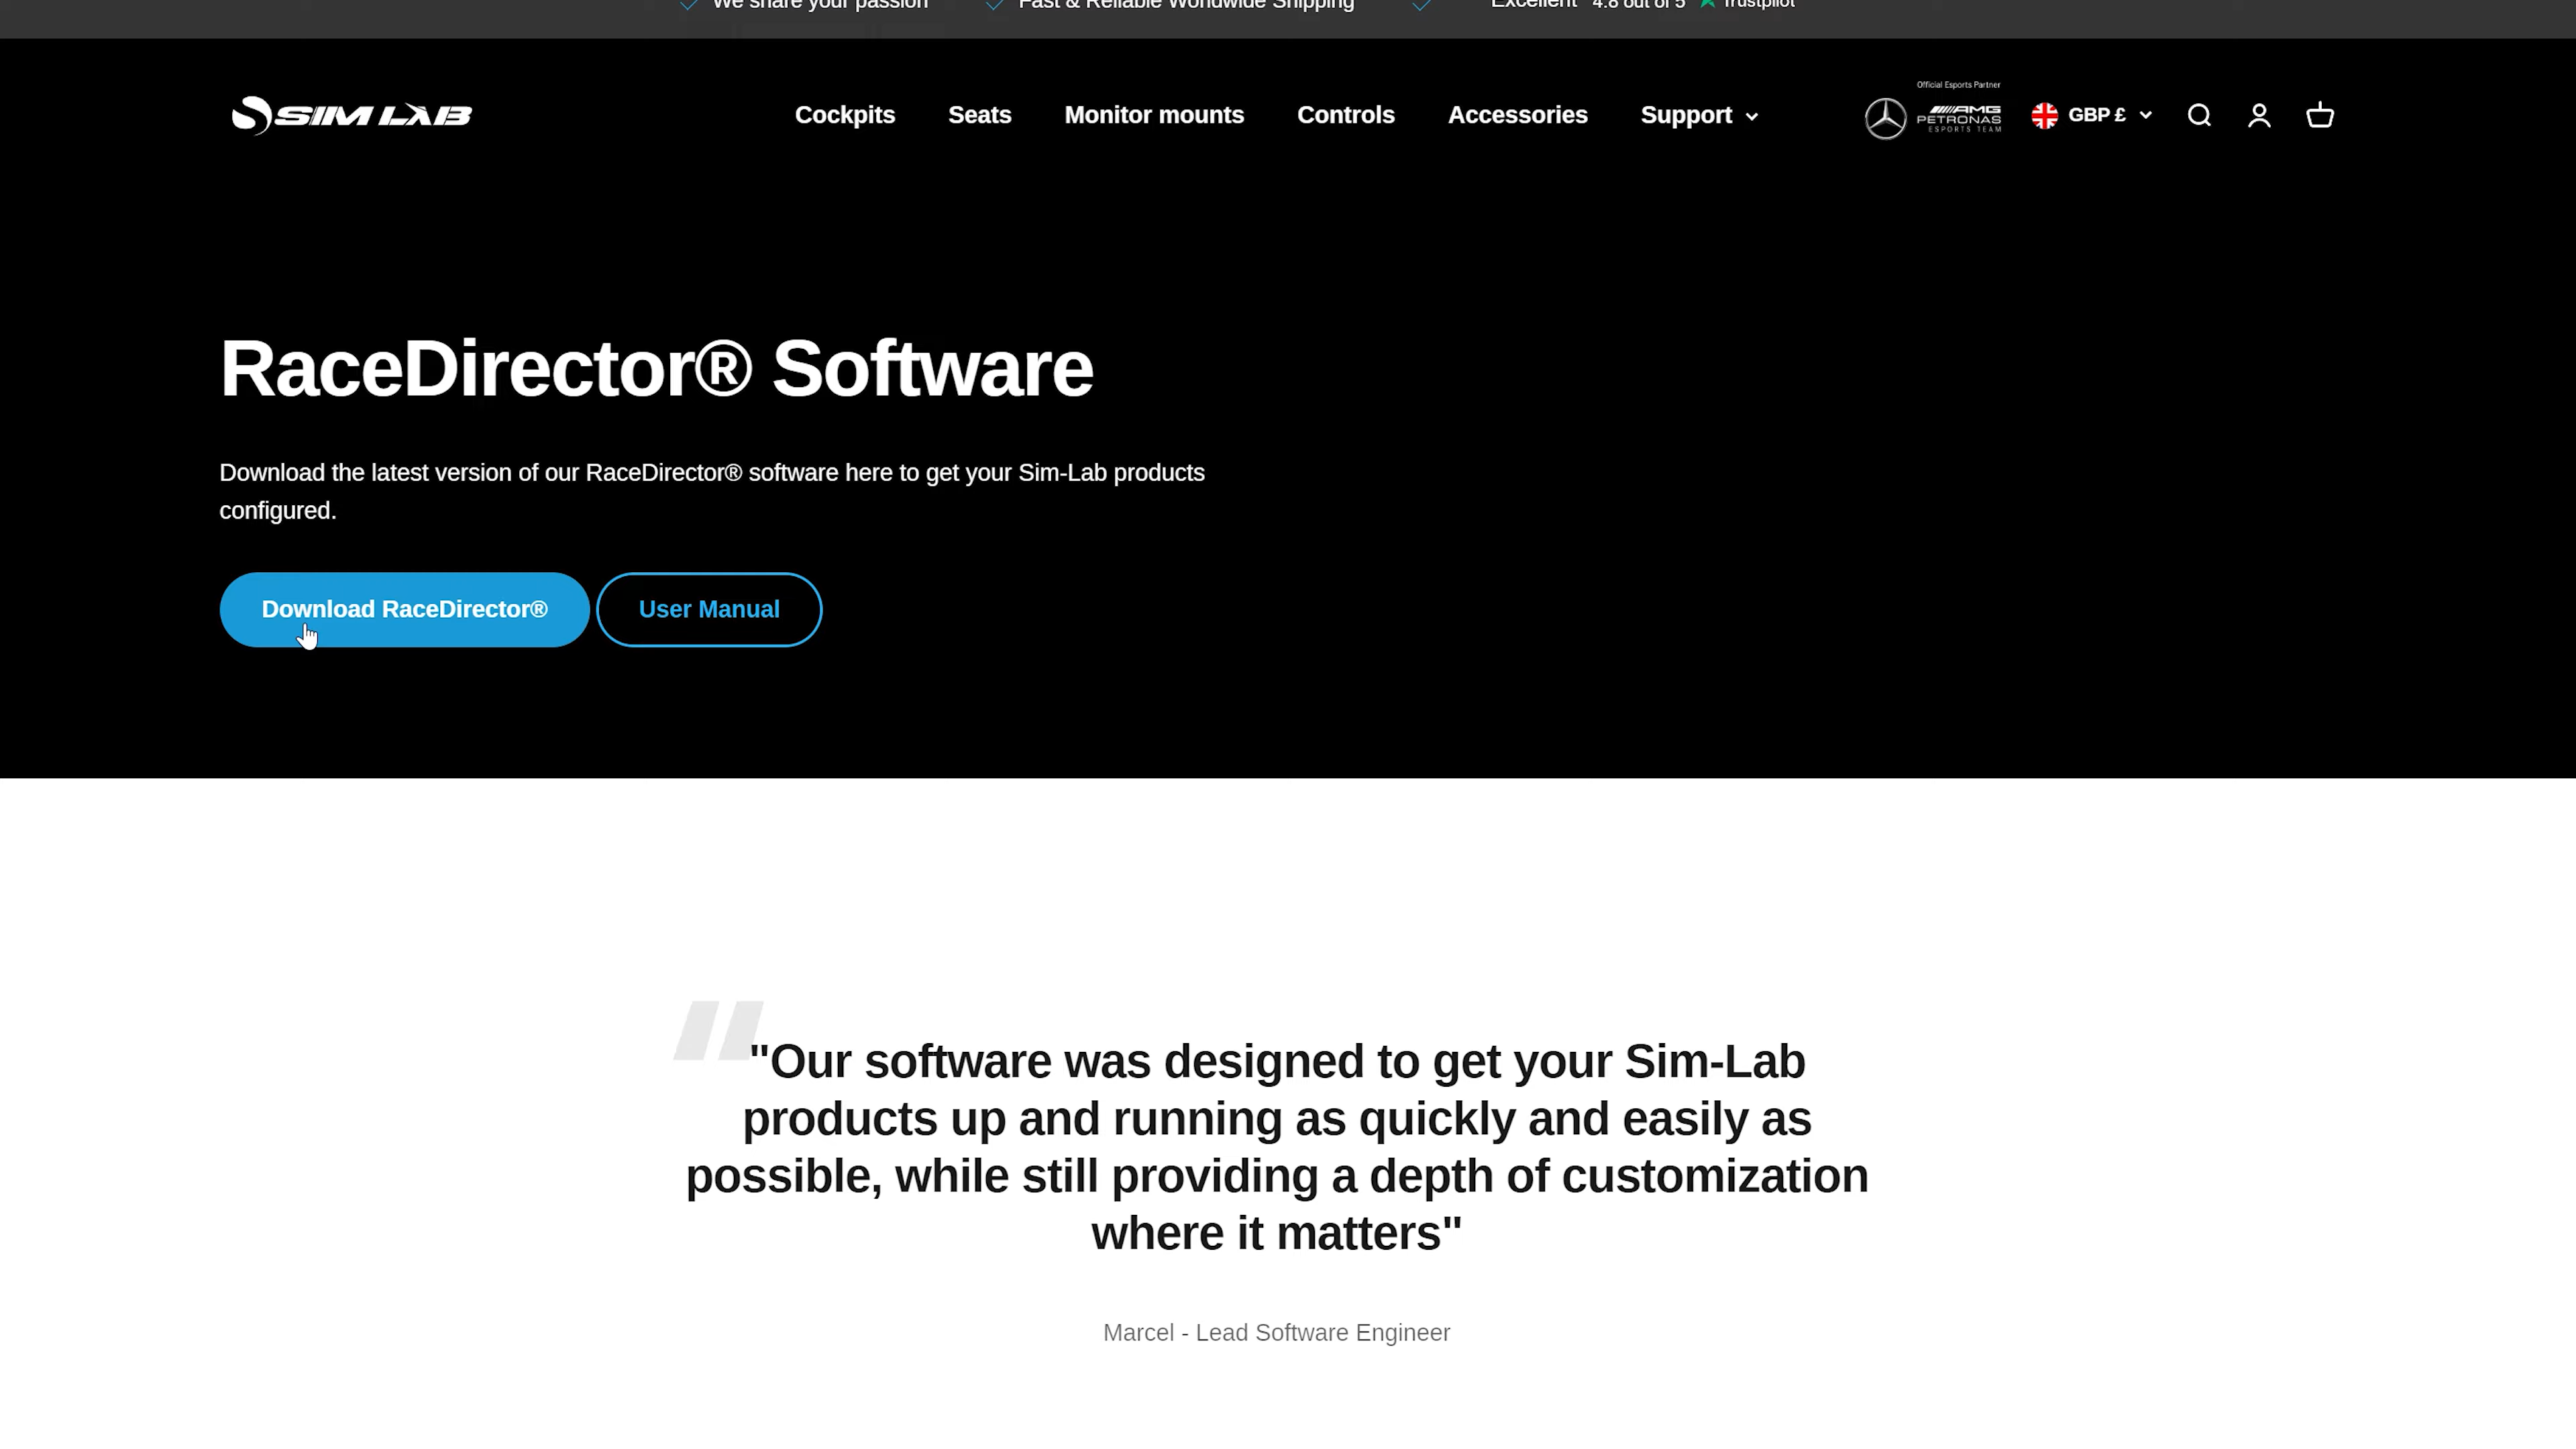 We share your passion
Fast & Reliable Worldwide Shipping
Excellent 4.8 out of 5 Trustpilot
SIM LAB
Cockpits
Seats
Monitor mounts
Controls
Accessories
Support
Official Esports Partner
AMG
PETRONAS
ESPORTS TEAM
GBP £
RaceDirector® Software
Download the latest version of our RaceDirector® software here to get your Sim-Lab products
configured.
Download RaceDirector®
User Manual
"Our software was designed to get your Sim-Lab
products up and running as quickly and easily as
possible, while still providing a depth of customization
where it matters"
Marcel - Lead Software Engineer